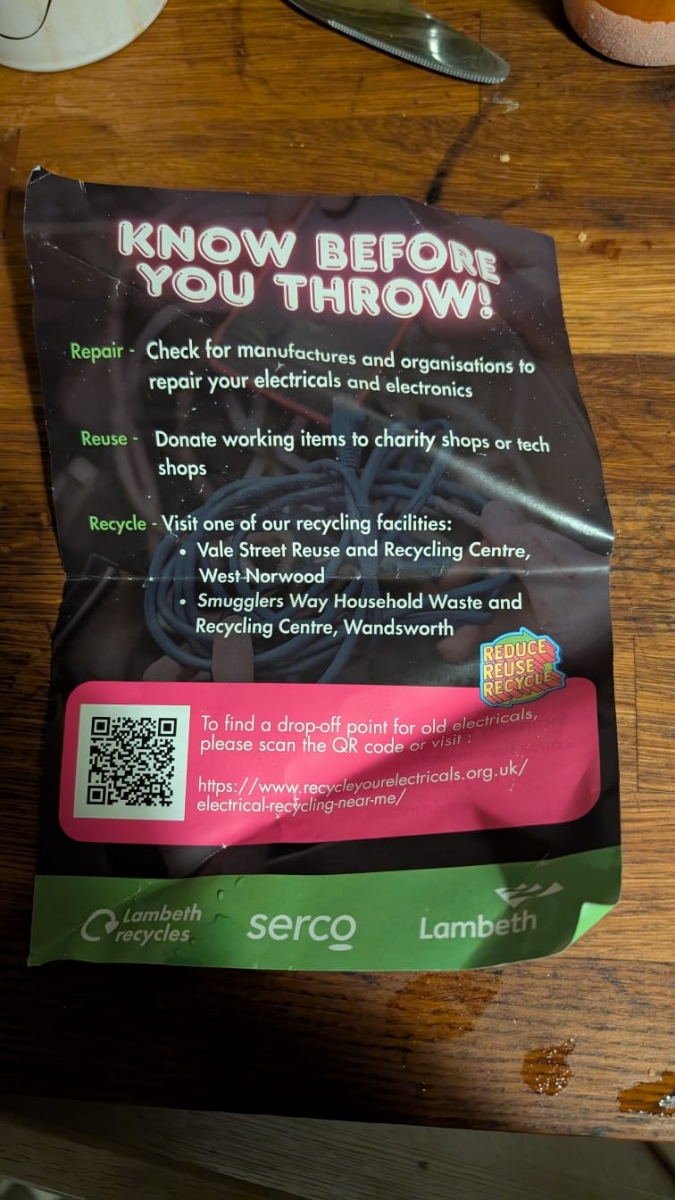 KNOW BEFORE
YOU THROW!
Repair - Check for manufactures and organisations to
repair your electricals and electronics
Reuse - Donate working items to charity shops or tech
shops
Recycle - Visit one of our recycling facilities:
• Vale Street Reuse and Recycling Centre,
West Norwood
• Smugglers Way Household Waste and
Recycling Centre, Wandsworth
REDUCE
REUSE
RECYCLE
To find a drop-off point for old electricals,
please scan the QR code or visit :
https://www.recycleyourelectricals.org.uk/
electrical-recycling-near-me/
Lambeth
recycles
serco
Lambeth